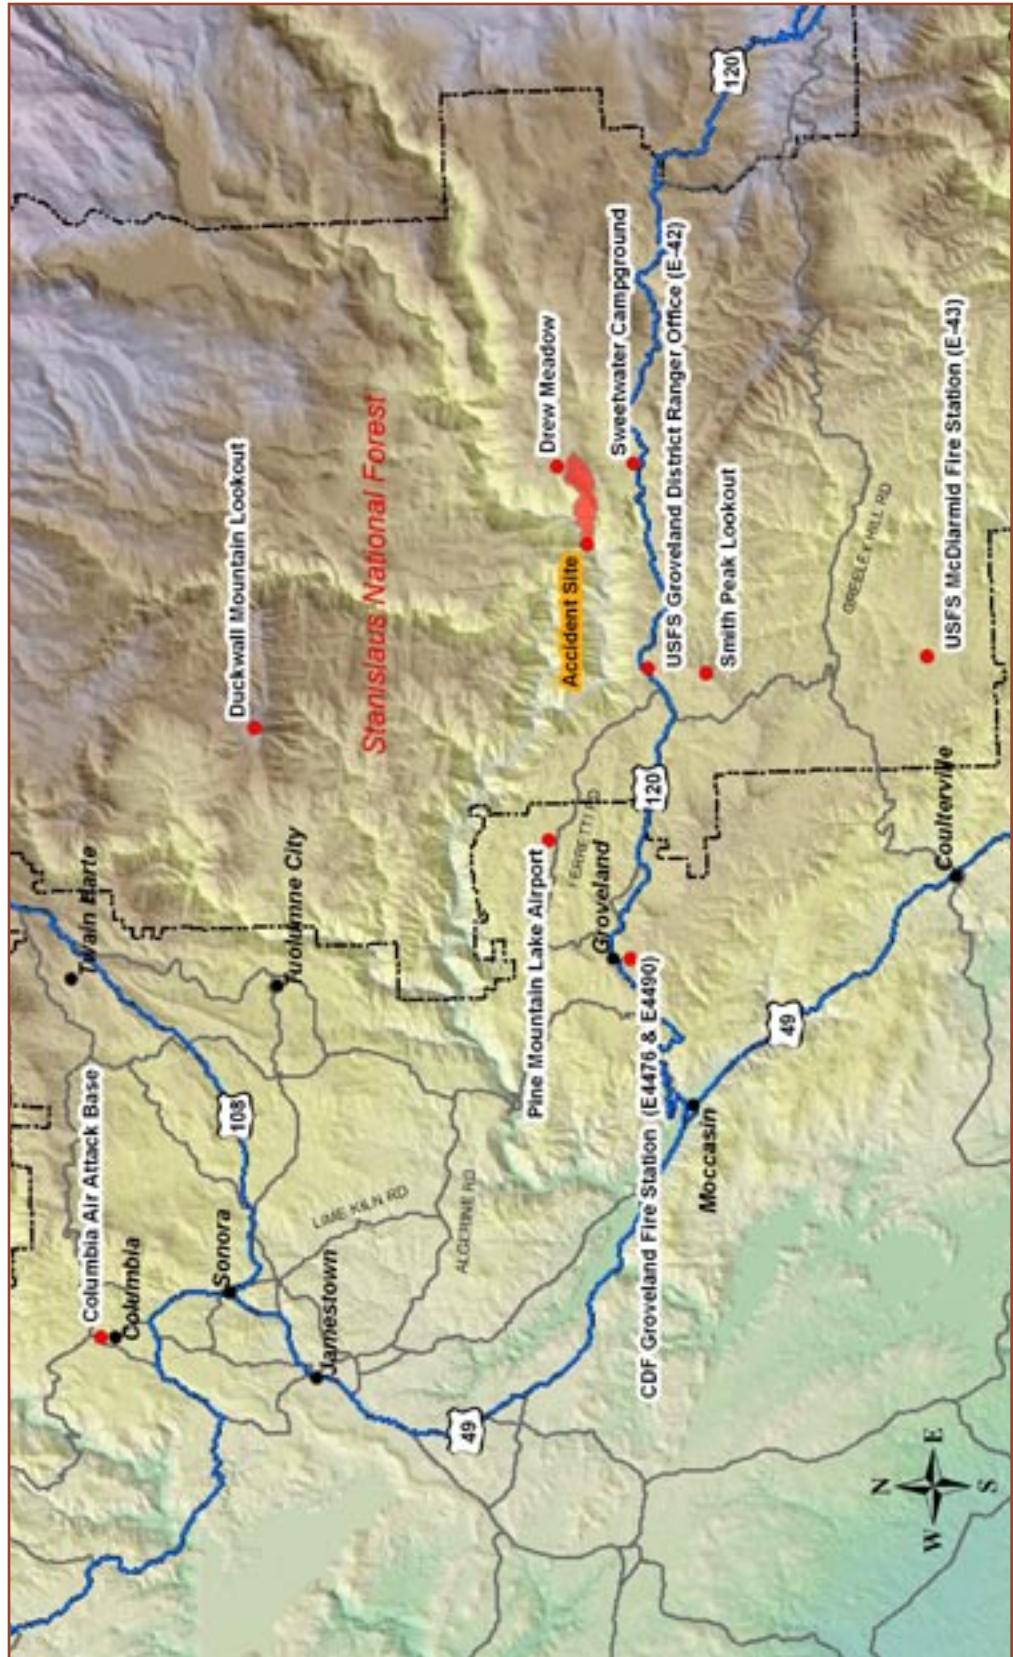 Twain Harte
Columbia Air Attack Base
Columbia
108
Sonora
Duckwall Mountain Lookout
Tuolumne City
Jamestown
LIME KILN RD
Stanislaus National Forest
ALGERINE RD
49
Drew Meadow
Accident Site
Pine Mountain Lake Airport
FERRETTI RD
Groveland
Sweetwater Campground
120
120
USFS Groveland District Ranger Office (E-42)
CDF Groveland Fire Station (E4476 & E4490)
Smith Peak Lookout
Moccasin
49
GREELEY HILL RD
Coulterville
USFS McDiarmid Fire Station (E-43)
N
W
E
S